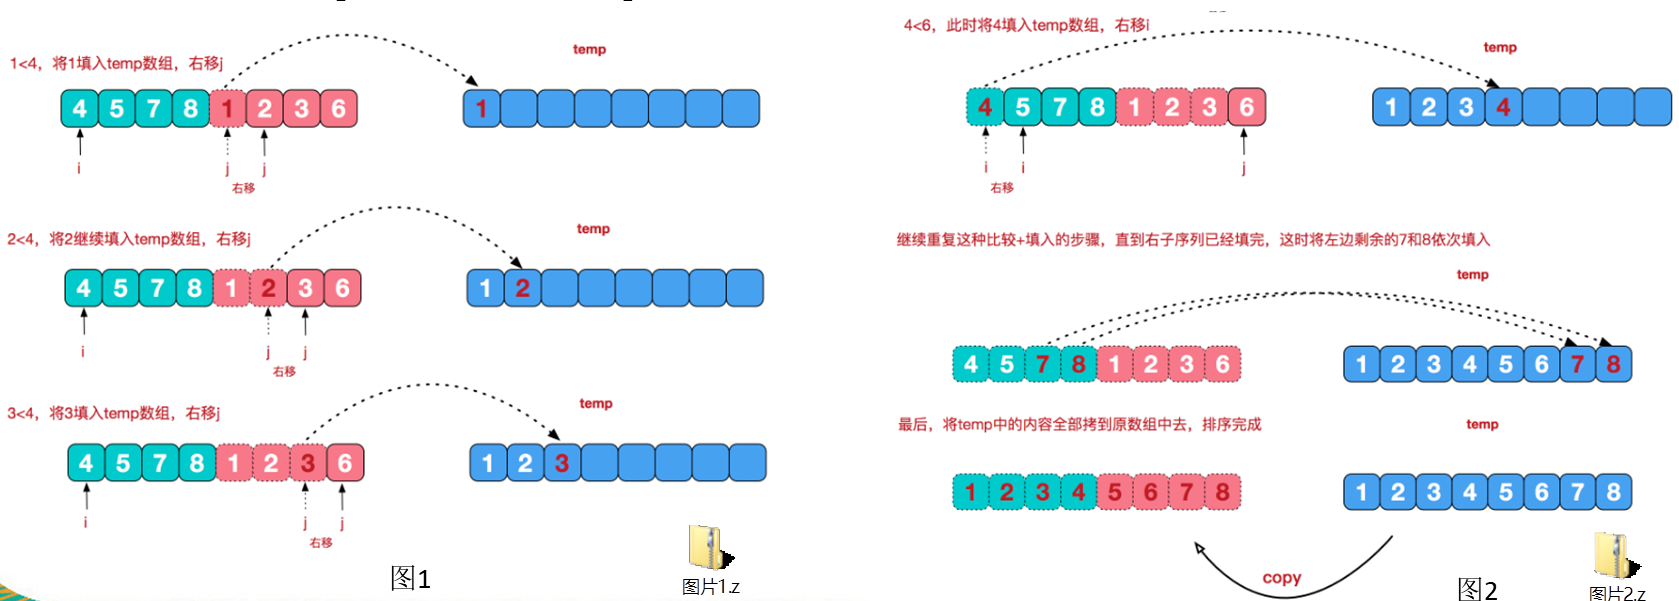 1<4，将1填入temp数组，右移j
temp
4 5 7 8 1 2 3 6
1
i j j
右移
2<4，将2继续填入temp数组，右移j
temp
4 5 7 8 1 2 3 6
1 2
i j j
右移
3<4，将3填入temp数组，右移j
temp
4 5 7 8 1 2 3 6
1 2 3
i j j
右移
图1
图片1.z
4<6，此时将4填入temp数组，右移i
temp
4 5 7 8 1 2 3 6
1 2 3 4
i i j
右移
继续重复这种比较+填入的步骤，直到右子序列已经填完，这时将左边剩余的7和8依次填入
temp
4 5 7 8 1 2 3 6
1 2 3 4 5 6 7 8
最后，将temp中的内容全部拷到原数组中去，排序完成
temp
1 2 3 4 5 6 7 8
1 2 3 4 5 6 7 8
copy
图2
图片2.z